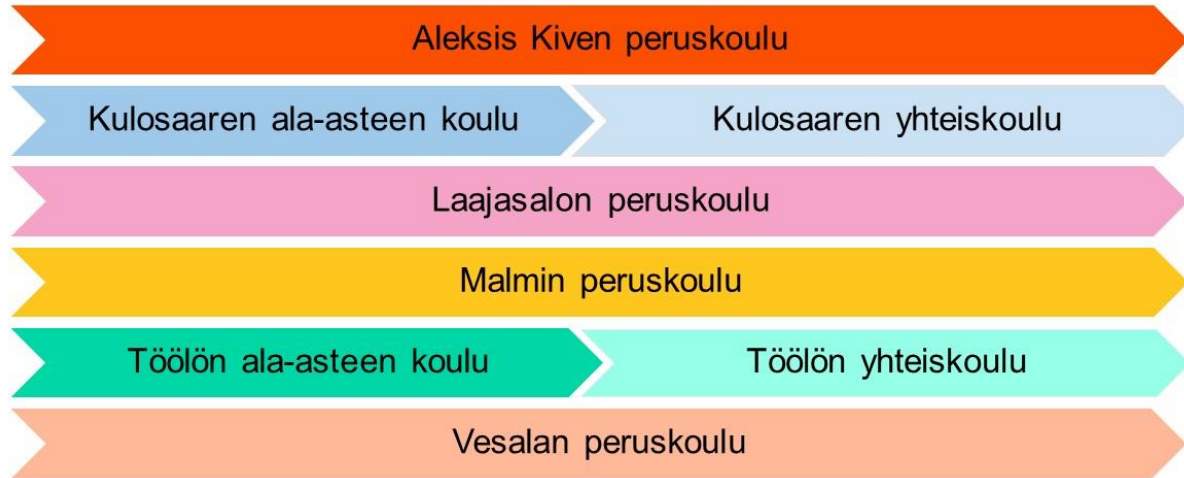 Aleksis Kiven peruskoulu
Kulosaaren ala-asteen koulu
Kulosaaren yhteiskoulu
Laajasalon peruskoulu
Malmin peruskoulu
Töölön ala-asteen koulu
Töölön yhteiskoulu
Vesalan peruskoulu